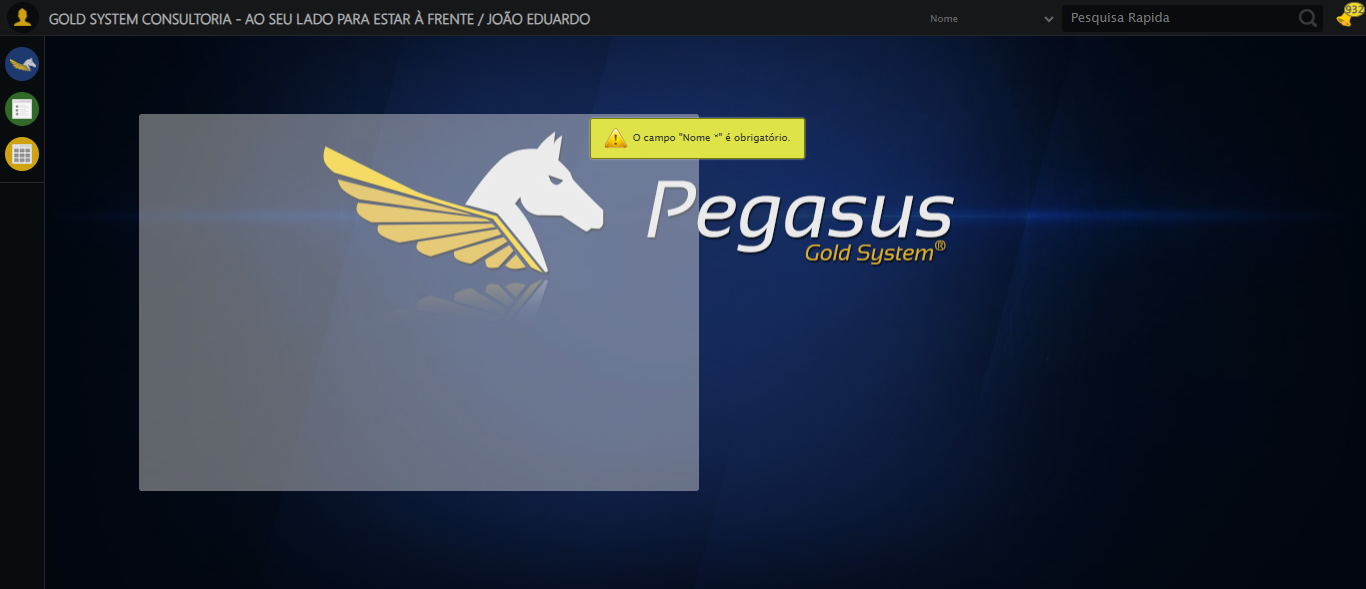 GOLD SYSTEM CONSULTORIA - AO SEU LADO PARA ESTAR À FRENTE / JOÃO EDUARDO
Nome
Pesquisa Rapida
932
O campo "Nome *" é obrigatório.
Pegasus
Gold System®